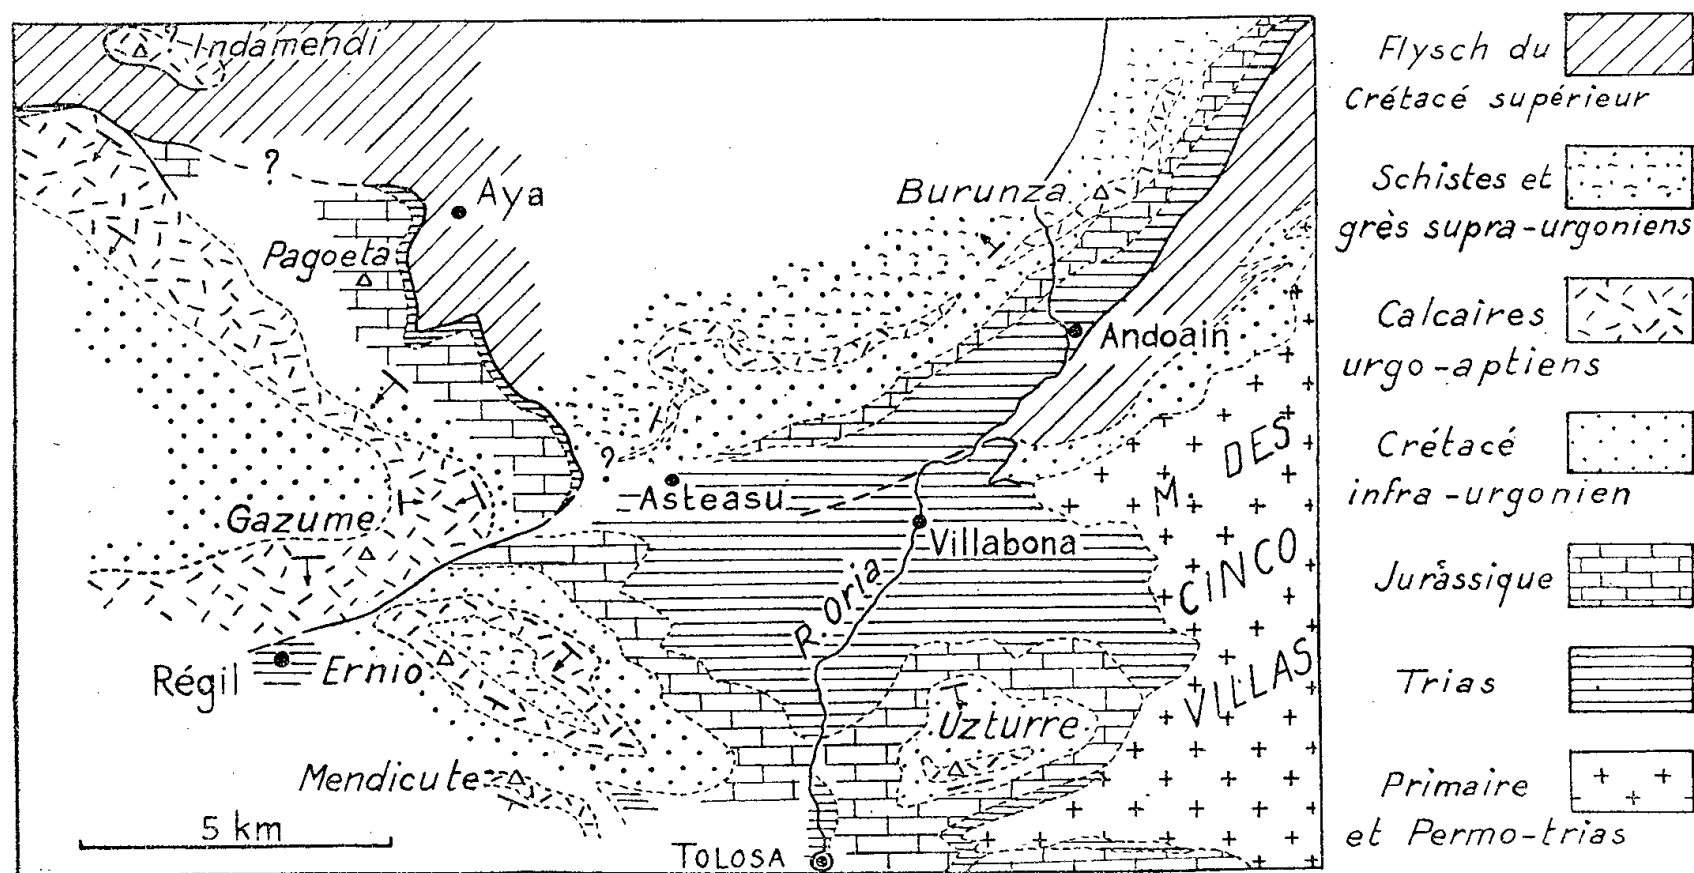 Indamendi
?
?
Aya
Pagoeta
Burunza
Andoain
?
Asteasu
Gazume
Villabona
R. Oria
M. DES
CINCO
VILLAS
Régil
Ernio
Uzturre
Mendicute
5 km
TOLOSA
Flysch du
Crétacé supérieur
Schistes et
grès supra-urgoniens
Calcaires
urgo-aptiens
Crétacé
infra-urgonien
Jurassique
Trias
Primaire
et Permo-trias